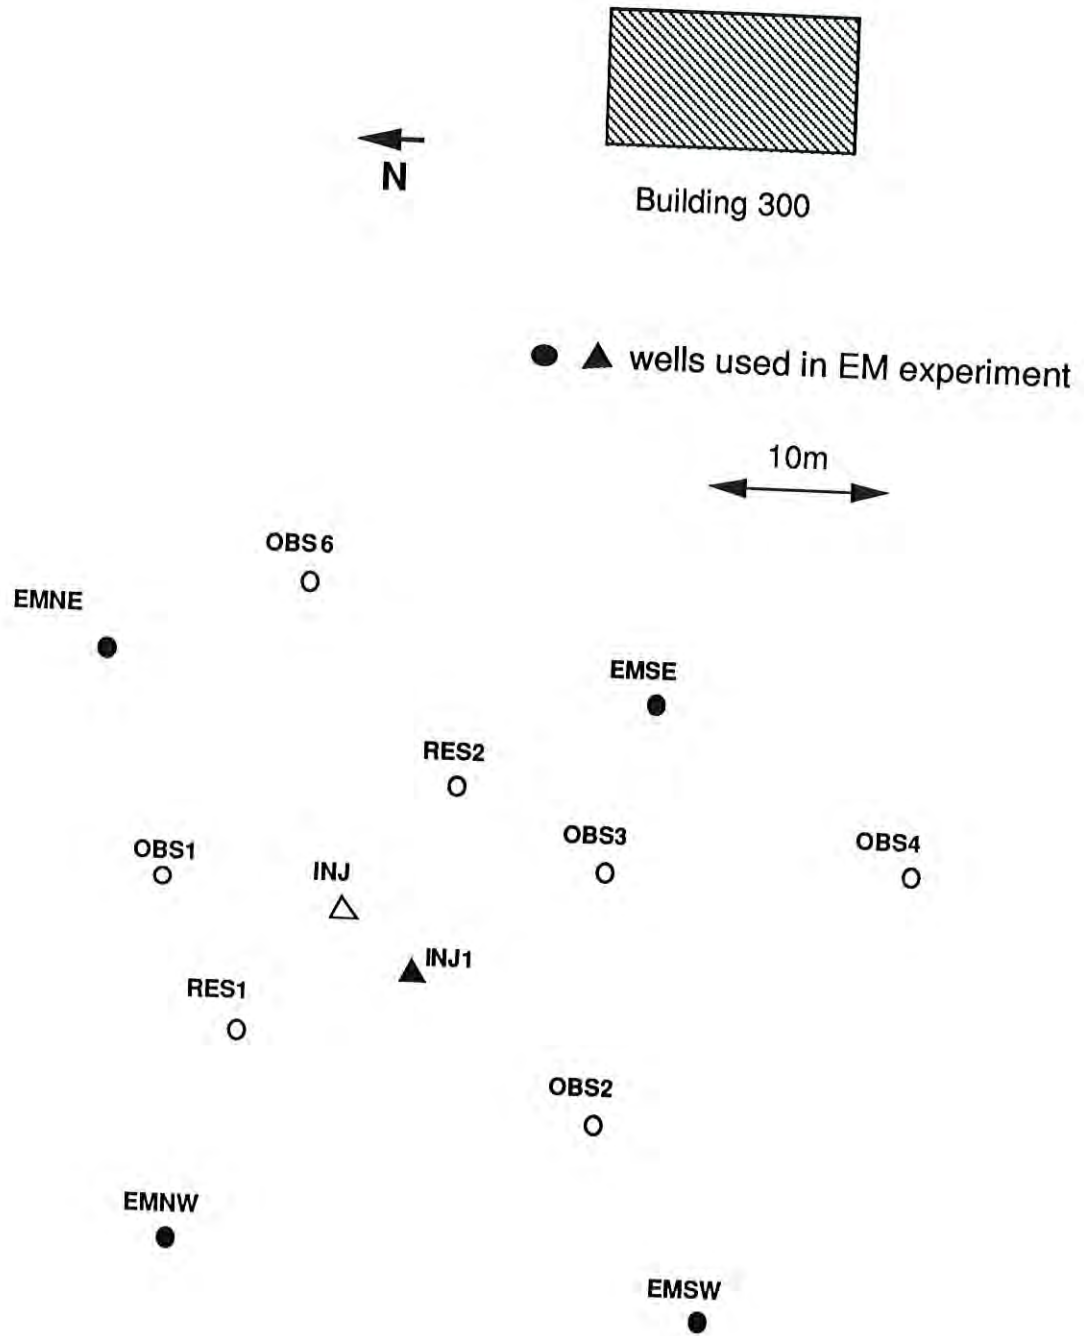 N
Building 300
wells used in EM experiment
10m
OBS6
EMNE
EMSE
RES2
OBS3
OBS4
OBS1
INJ
INJ1
RES1
OBS2
EMNW
EMSW